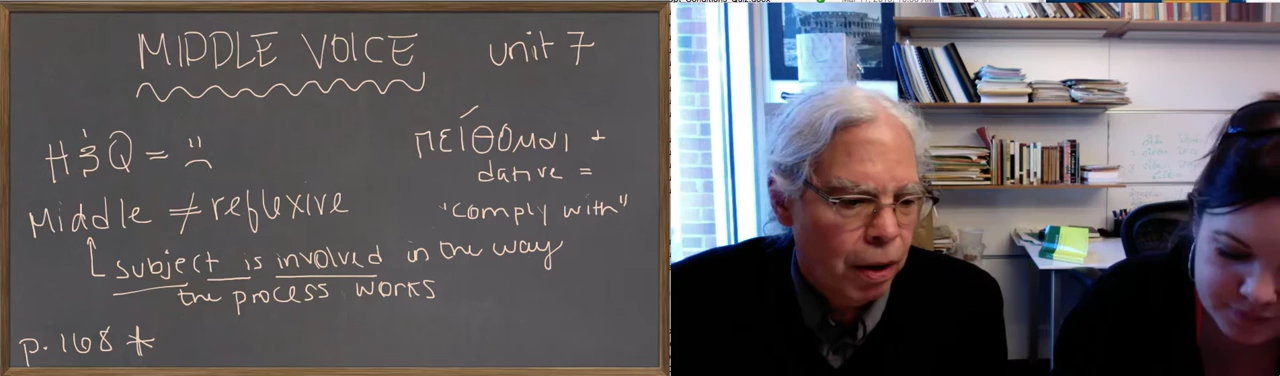 MIDDLE VOICE unit 7
H & Q = :(
Middle ≠ reflexive
subject is involved in the way
the process works
p. 168 *
πείθομαι +
dative =
"comply with"